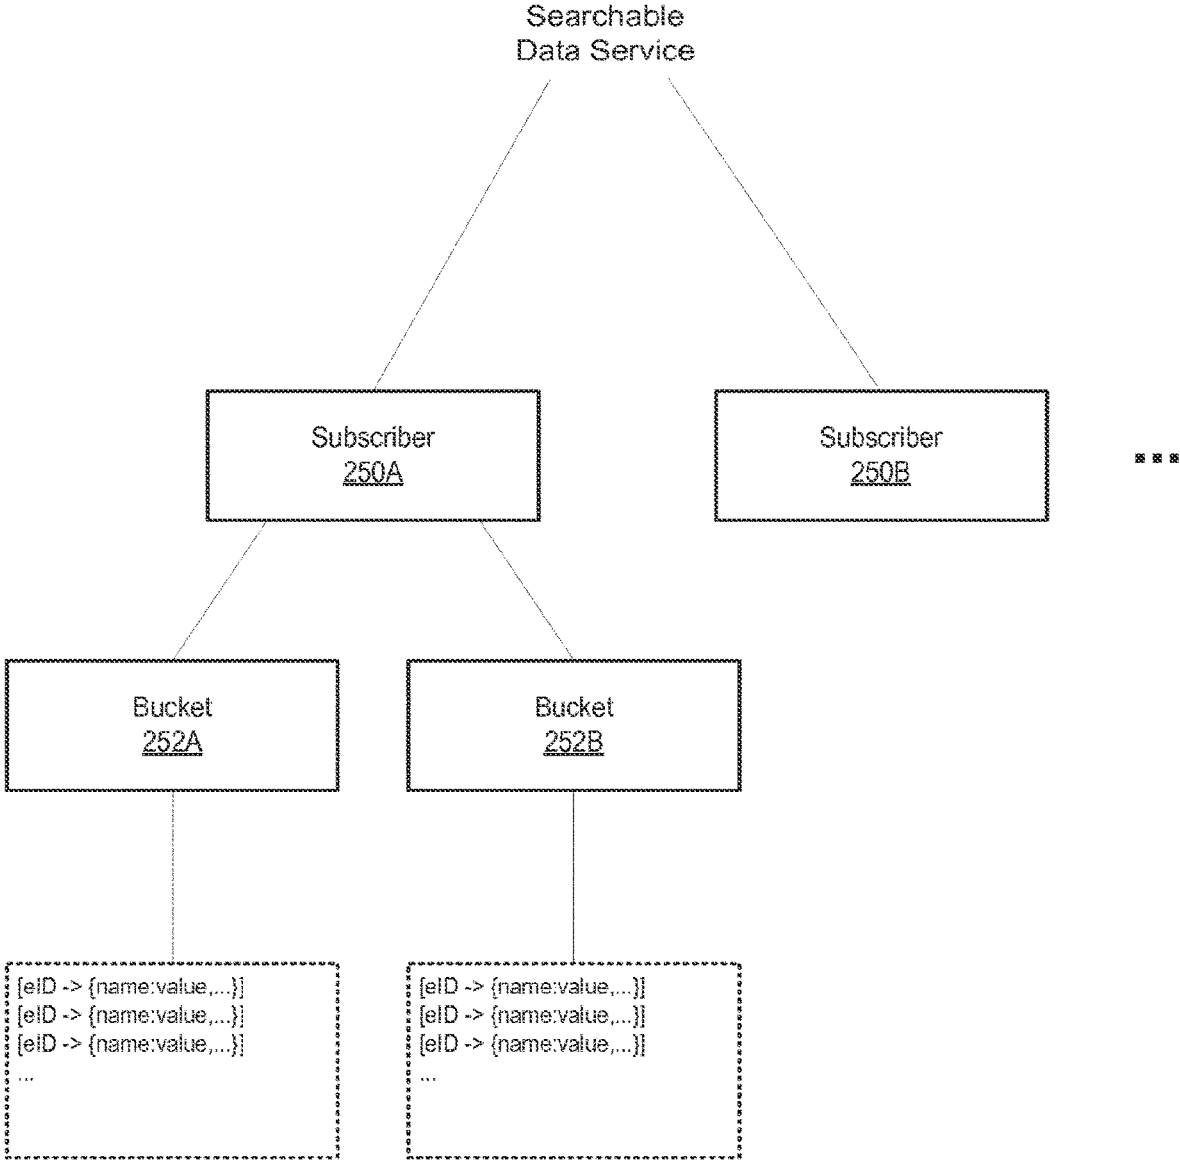 Searchable
Data Service
Subscriber
250A
Subscriber
250B
...
Bucket
252A
Bucket
252B
[eID -> {name:value,...}]
[eID -> {name:value,...}]
[eID -> {name:value,...}]
...
[eID -> {name:value,...}]
[eID -> {name:value,...}]
[eID -> {name:value,...}]
...